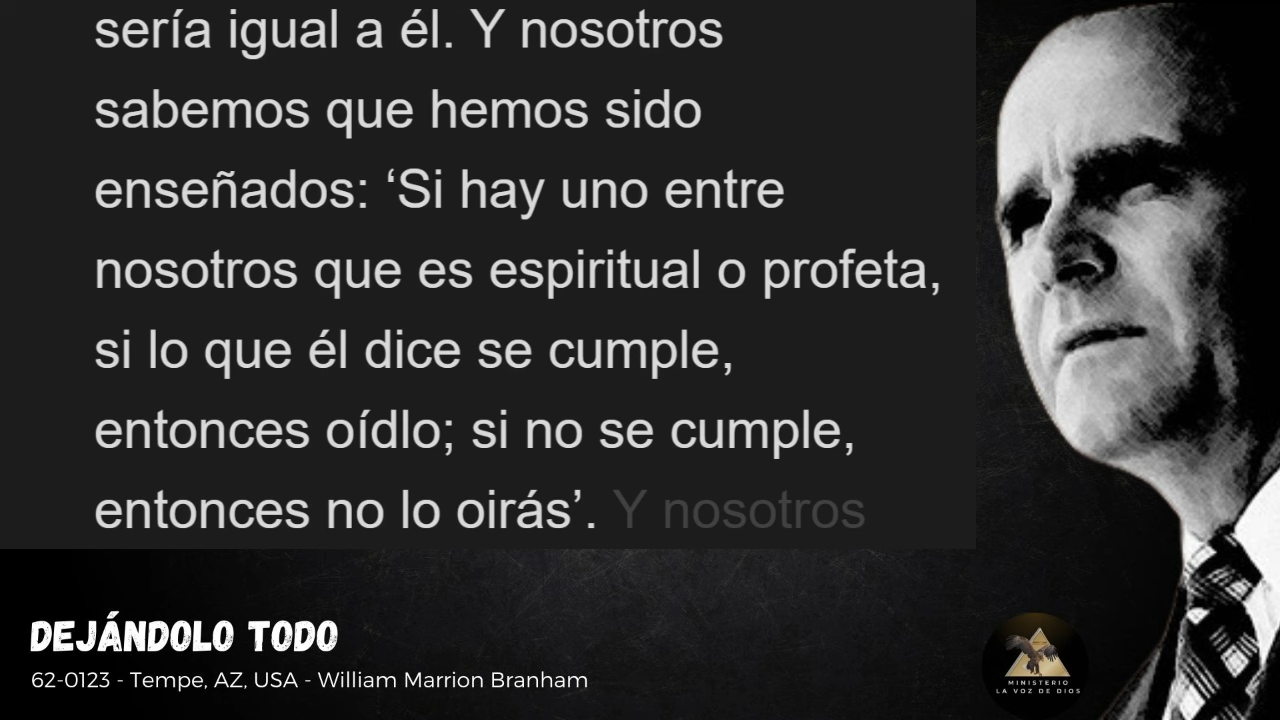 sería igual a él. Y nosotros
sabemos que hemos sido
enseñados: ‘Si hay uno entre
nosotros que es espiritual o profeta,
si lo que él dice se cumple,
entonces oídlo; si no se cumple,
entonces no lo oirás’. Y nosotros
DEJÁNDOLO TODO
62-0123 - Tempe, AZ, USA - William Marrion Branham
MINISTERIO
LA VOZ DE DIOS